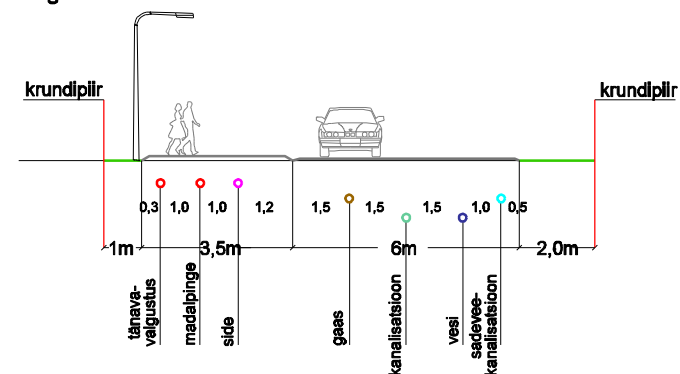 krundipiir
krundipiir
0,3 1,0 1,0 1,2 1,5 1,5 1,5 1,0 0,5
1m 3,5m 6m 2,0m
tänava-
valgustus
madalpinge
side
gaas
kanalisatsioon
vesi
sadevee-
kanalisatsioon